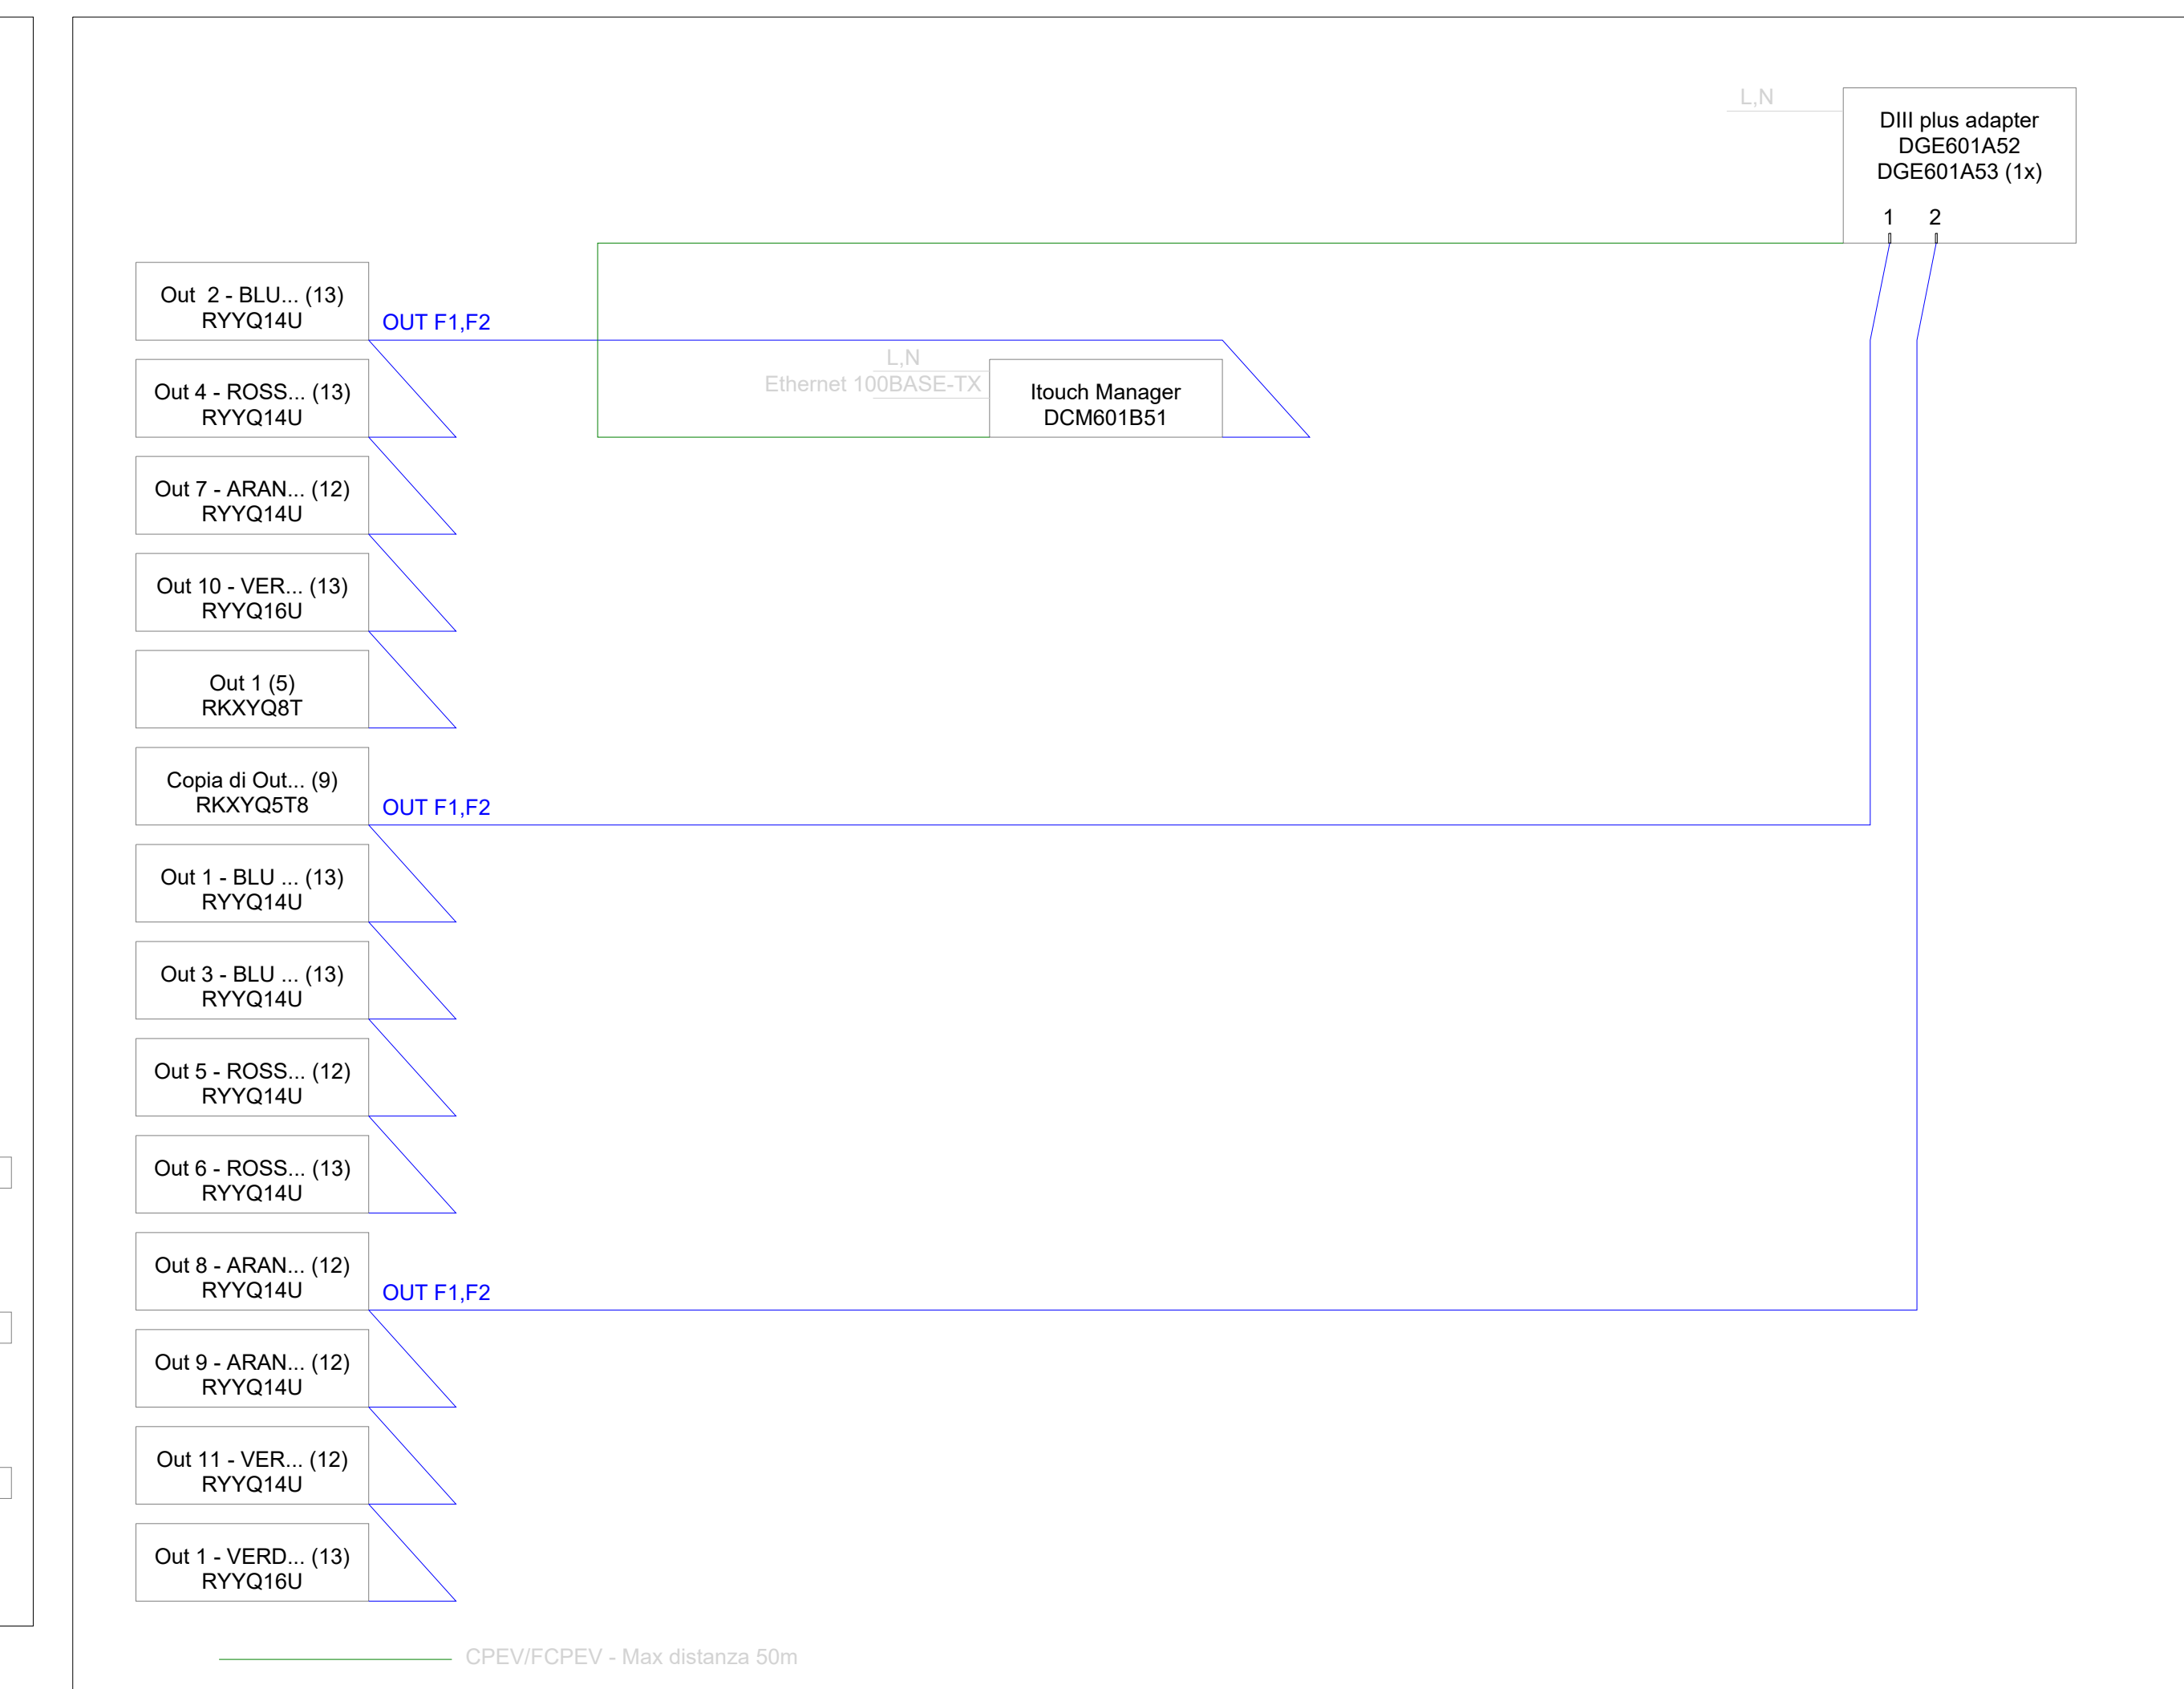 L,N
DIII plus adapter
DGE601A52
DGE601A53 (1x)
1 2
Out  2 - BLU... (13)
RYYQ14U
OUT F1,F2
L,N
Ethernet 100BASE-TX
Itouch Manager
DCM601B51
Out 4 - ROSS... (13)
RYYQ14U
Out 7 - ARAN... (12)
RYYQ14U
Out 10 - VER... (13)
RYYQ16U
Out 1 (5)
RKXYQ8T
Copia di Out... (9)
RKXYQ5T8
OUT F1,F2
Out 1 - BLU ... (13)
RYYQ14U
Out 3 - BLU ... (13)
RYYQ14U
Out 5 - ROSS... (12)
RYYQ14U
Out 6 - ROSS... (13)
RYYQ14U
Out 8 - ARAN... (12)
RYYQ14U
OUT F1,F2
Out 9 - ARAN... (12)
RYYQ14U
Out 11 - VER... (12)
RYYQ14U
Out 1 - VERD... (13)
RYYQ16U
CPEV/FCPEV - Max distanza 50m